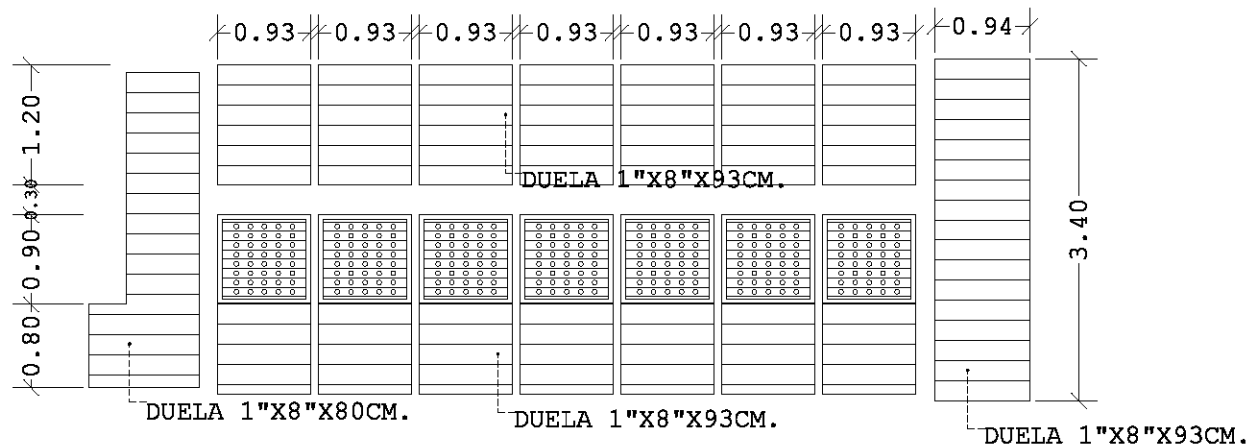 0.93 0.93 0.93 0.93 0.93 0.93 0.93 0.94
1.20
DUELA 1"X8"X93CM.
0.30
0.90
3.40
0.80
DUELA 1"X8"X80CM.
DUELA 1"X8"X93CM.
DUELA 1"X8"X93CM.